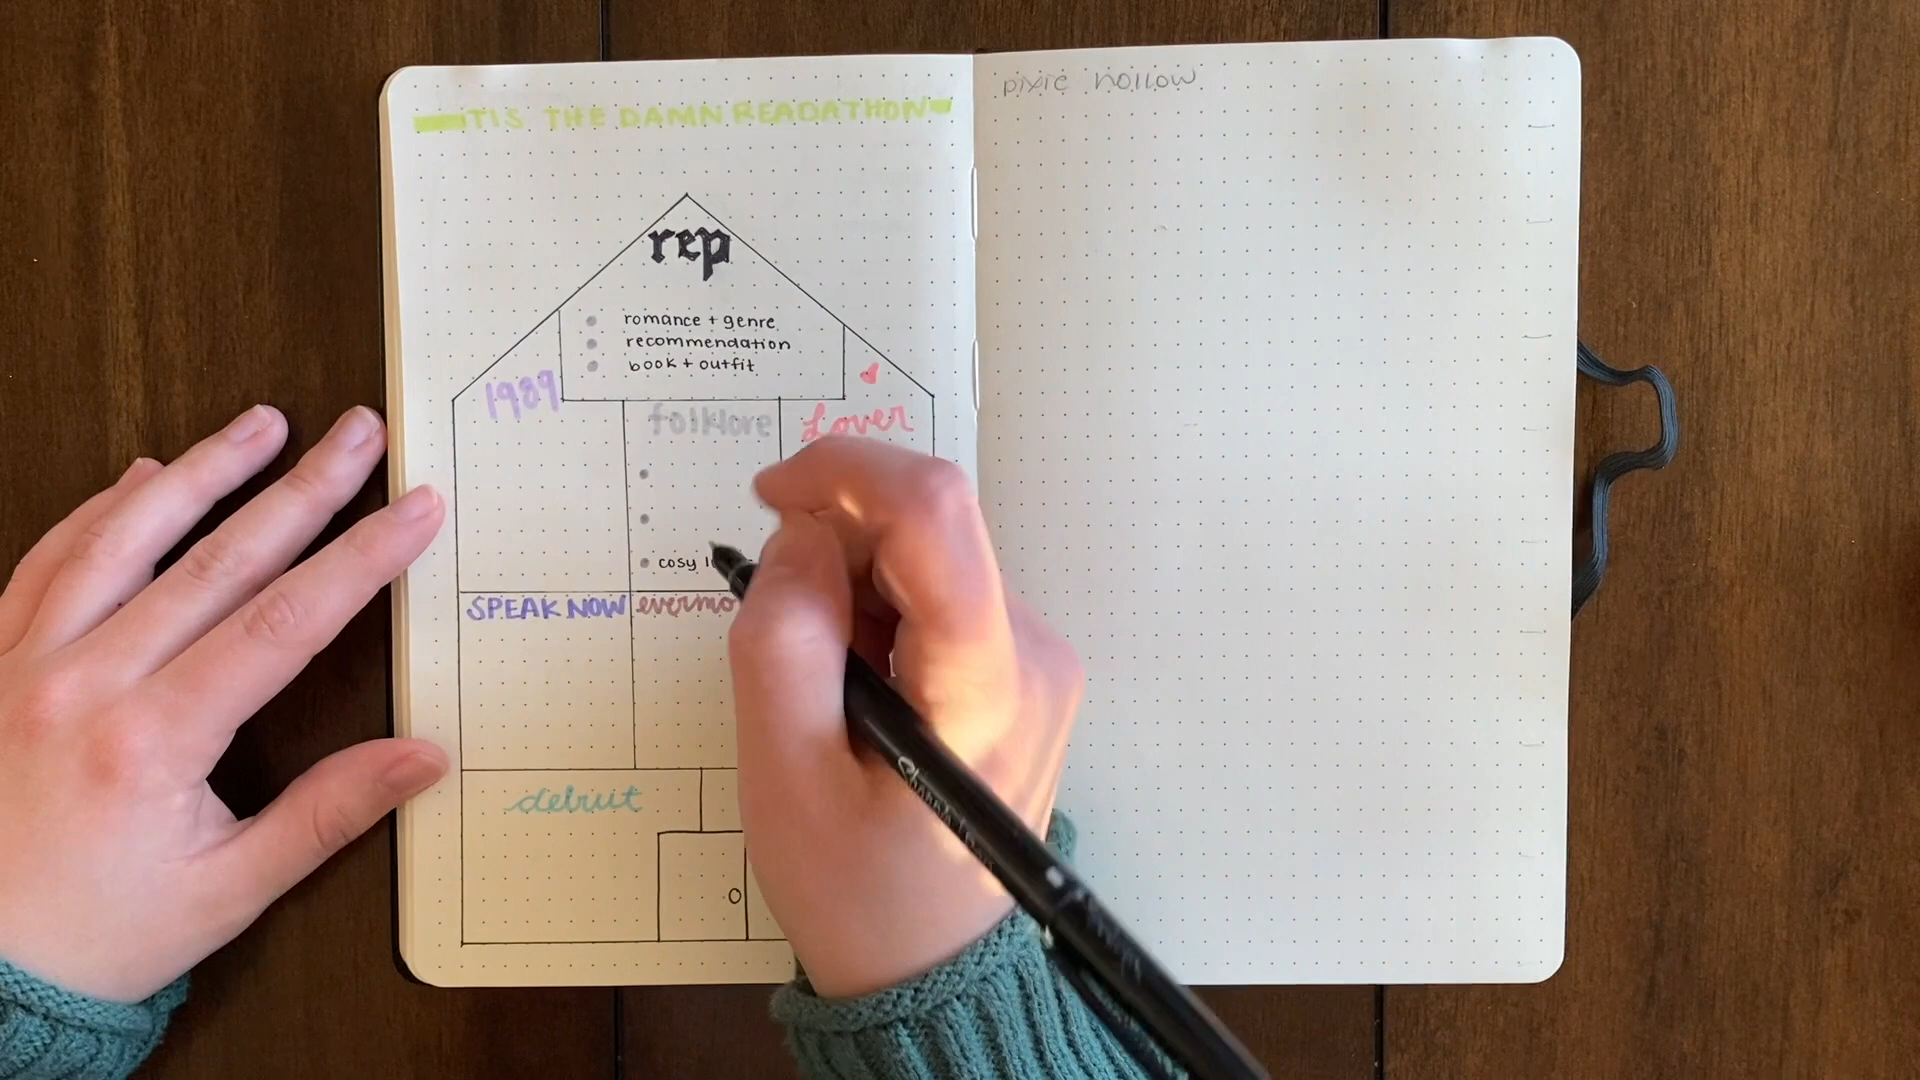 TIS THE DAMN READATHON
pixie hollow
rep
romance + genre
recommendation
book + outfit
1989
folklore
Lover
cosy
SPEAK NOW
debut